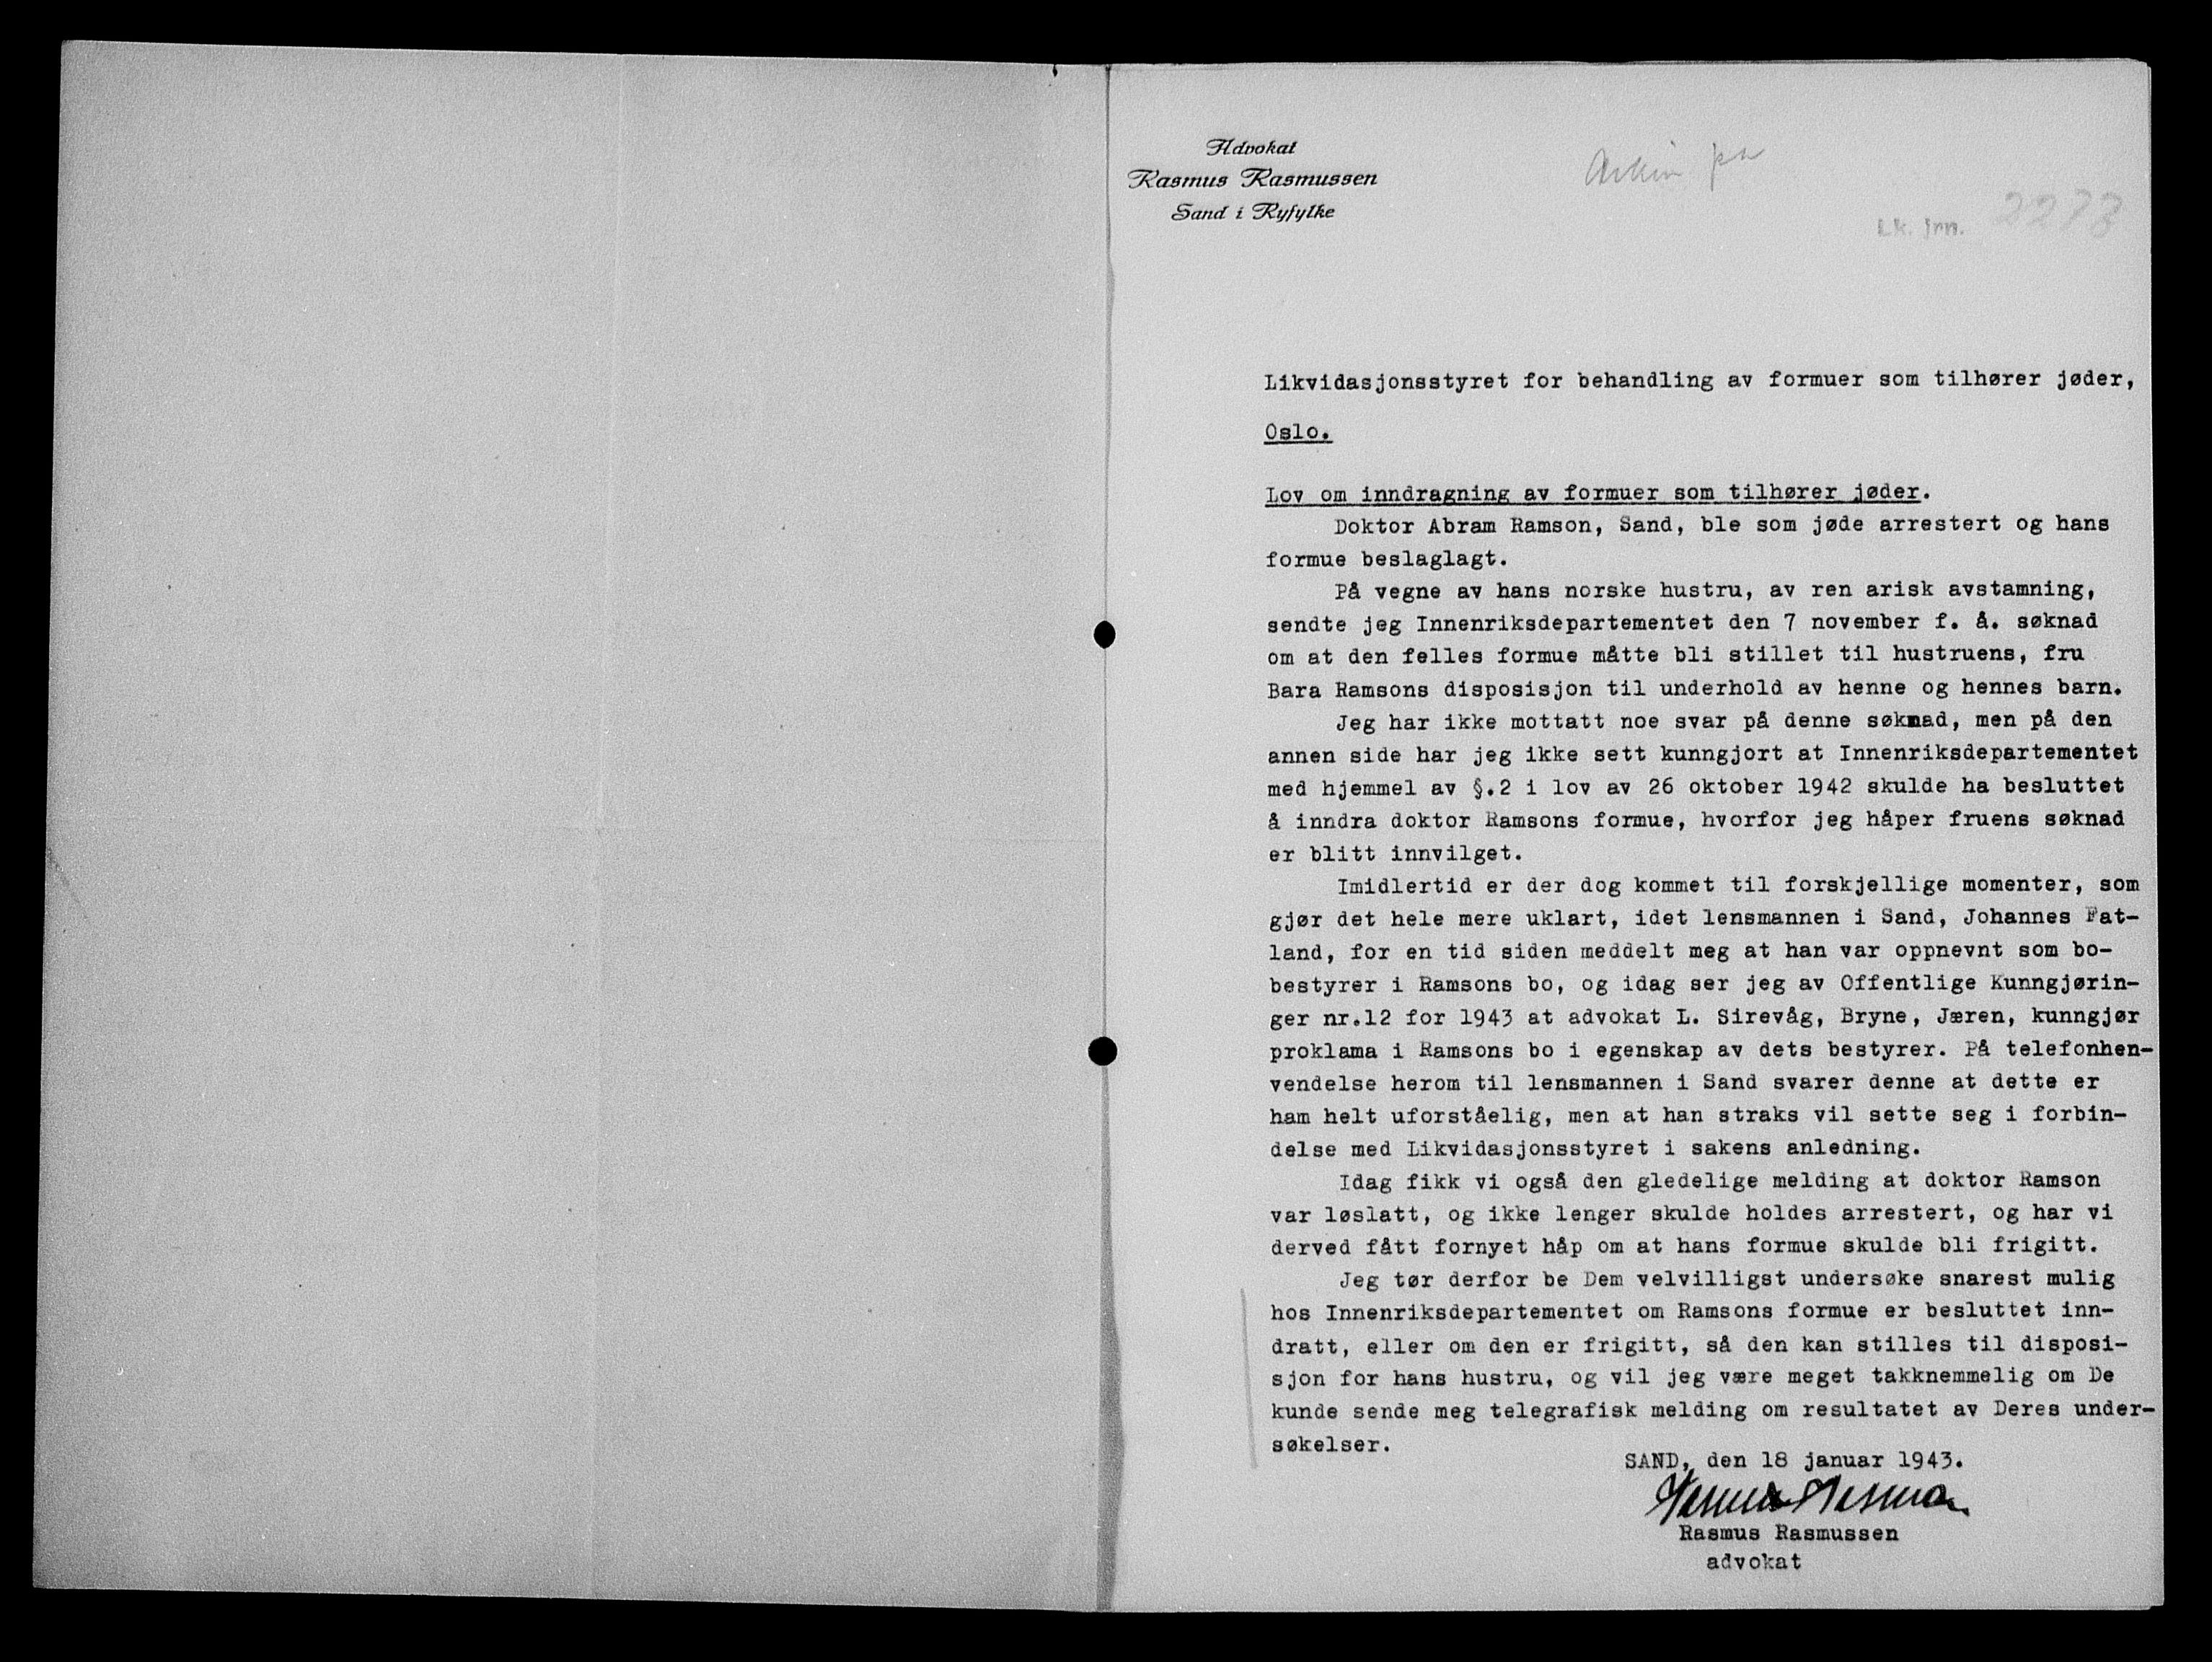 Advokat
Rasmus Rasmussen
Sand i Ryfylke
Lk. jnn. 2273
Likvidasjonsstyret for behandling av formuer som tilhører jøder,
Oslo.
Lov om inndragning av formuer som tilhører jøder.
Doktor Abram Ramson, Sand, ble som jøde arrestert og hans
formue beslaglagt.
På vegne av hans norske hustru, av ren arisk avstamning,
sendte jeg Innenriksdepartementet den 7 november f. å. søknad
om at den felles formue måtte bli stillet til hustruens, fru
Bara Ramsons disposisjon til underhold av henne og hennes barn.
Jeg har ikke mottatt noe svar på denne søknad, men på den
annen side har jeg ikke sett kunngjort at Innenriksdepartementet
med hjemmel av §.2 i lov av 26 oktober 1942 skulde ha besluttet
å inndra doktor Ramsons formue, hvorfor jeg håper fruens søknad
er blitt innvilget.
Imidlertid er der dog kommet til forskjellige momenter, som
gjør det hele mere uklart, idet lensmannen i Sand, Johannes Fat-
land, for en tid siden meddelt meg at han var oppnevnt som bo-
bestyrer i Ramsons bo, og idag ser jeg av Offentlige Kunngjørin-
ger nr.12 for 1943 at advokat L. Sirevåg, Bryne, Jæren, kunngjør
proklama i Ramsons bo i egenskap av dets bestyrer. På telefonhen-
vendelse herom til lensmannen i Sand svarer denne at dette er
ham helt uforståelig, men at han straks vil sette seg i forbin-
delse med Likvidasjonsstyret i sakens anledning.
Idag fikk vi også den gledelige melding at doktor Ramson
var løslatt, og ikke lenger skulde holdes arrestert, og har vi
derved fått fornyet håp om at hans formue skulde bli frigitt.
Jeg tør derfor be Dem velvilligst undersøke snarest mulig
hos Innenriksdepartementet om Ramsons formue er besluttet inn-
dratt, eller om den er frigitt, så den kan stilles til disposi-
sjon for hans hustru, og vil jeg være meget takknemmelig om De
kunde sende meg telegrafisk melding om resultatet av Deres under-
søkelser.
SAND, den 18 januar 1943.
Rasmus Rasmussen
advokat